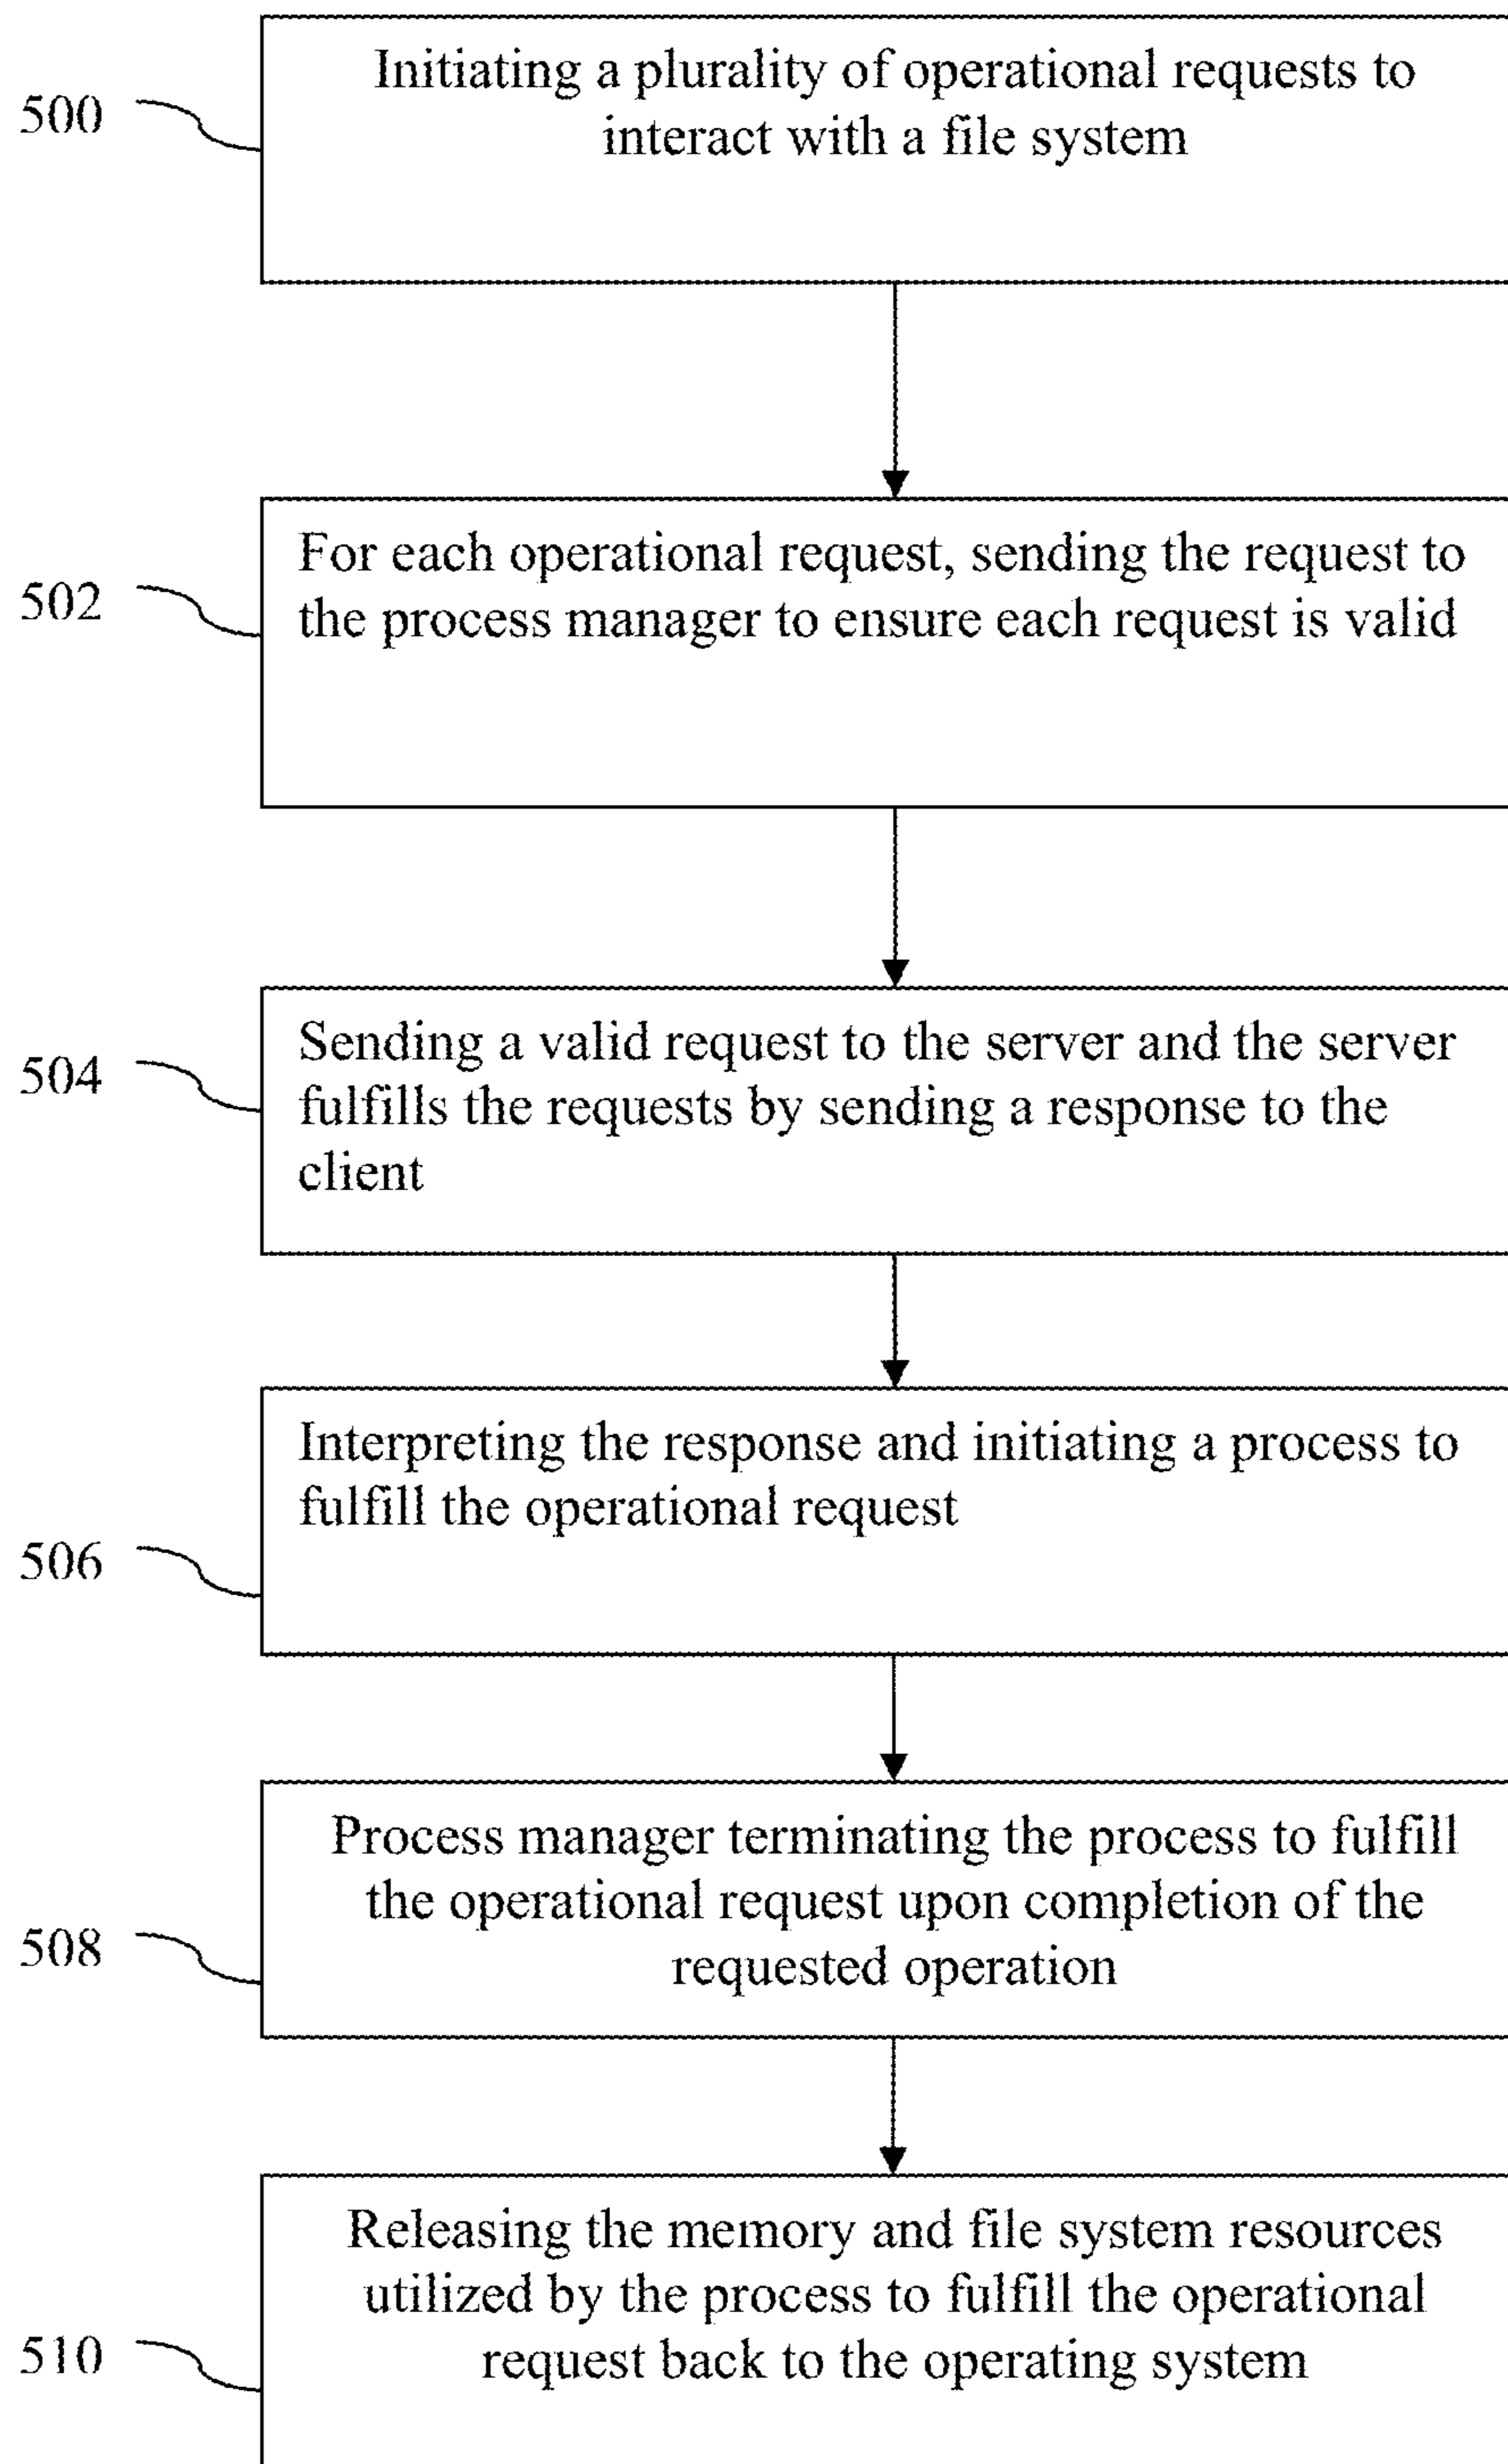 Initiating a plurality of operational requests to
interact with a file system
500
For each operational request, sending the request to
the process manager to ensure each request is valid
502
Sending a valid request to the server and the server
fulfills the requests by sending a response to the
client
504
Interpreting the response and initiating a process to
fulfill the operational request
506
Process manager terminating the process to fulfill
the operational request upon completion of the
requested operation
508
Releasing the memory and file system resources
utilized by the process to fulfill the operational
request back to the operating system
510